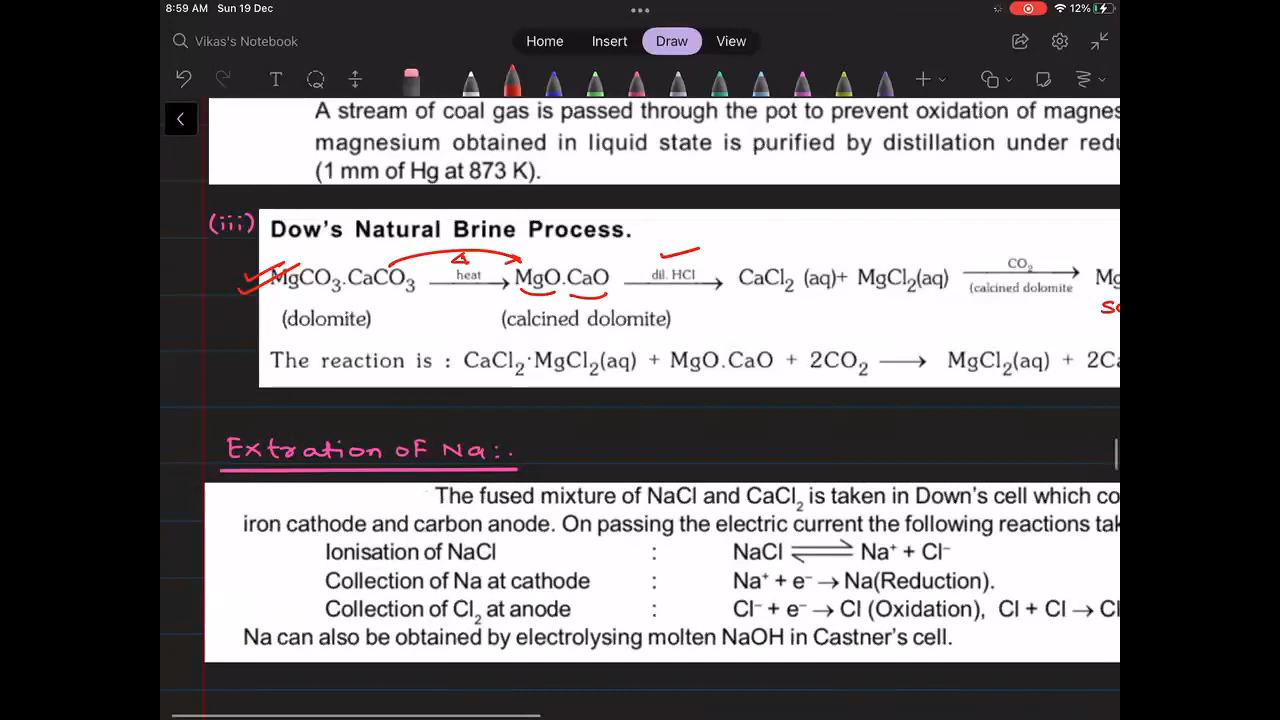 8:59 AM Sun 19 Dec
12%
Vikas's Notebook
Home Insert Draw View
A stream of coal gas is passed through the pot to prevent oxidation of magnes
magnesium obtained in liquid state is purified by distillation under redu
(1 mm of Hg at 873 K).
(iii) Dow's Natural Brine Process.
MgCO₃.CaCO₃ —heat→ MgO.CaO —dil. HCl→ CaCl₂ (aq)+ MgCl₂(aq) —CO₂ (calcined dolomite→ Mg
(dolomite) (calcined dolomite)
The reaction is : CaCl₂·MgCl₂(aq) + MgO.CaO + 2CO₂ ⟶ MgCl₂(aq) + 2Ca
Extration of Na:.
The fused mixture of NaCl and CaCl₂ is taken in Down's cell which co
iron cathode and carbon anode. On passing the electric current the following reactions tak
Ionisation of NaCl : NaCl ⇌ Na⁺ + Cl⁻
Collection of Na at cathode : Na⁺ + e⁻ → Na(Reduction).
Collection of Cl₂ at anode : Cl⁻ + e⁻ → Cl (Oxidation), Cl + Cl → Cl
Na can also be obtained by electrolysing molten NaOH in Castner's cell.